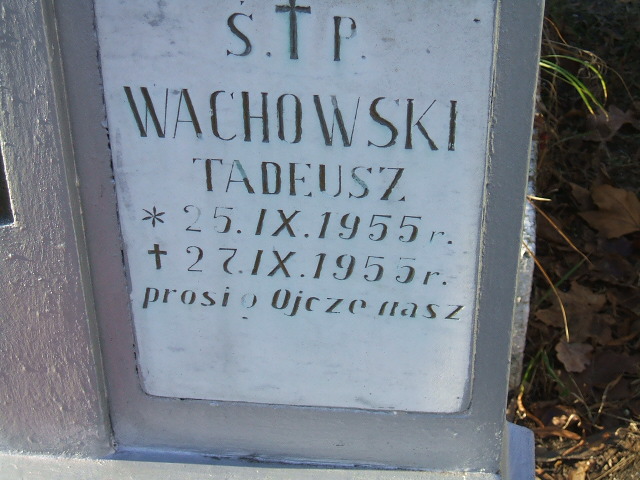 Ś. † P.
WACHOWSKI
TADEUSZ
* 25.IX.1955 r.
† 27.IX.1955 r.
prosi o Ojcze nasz